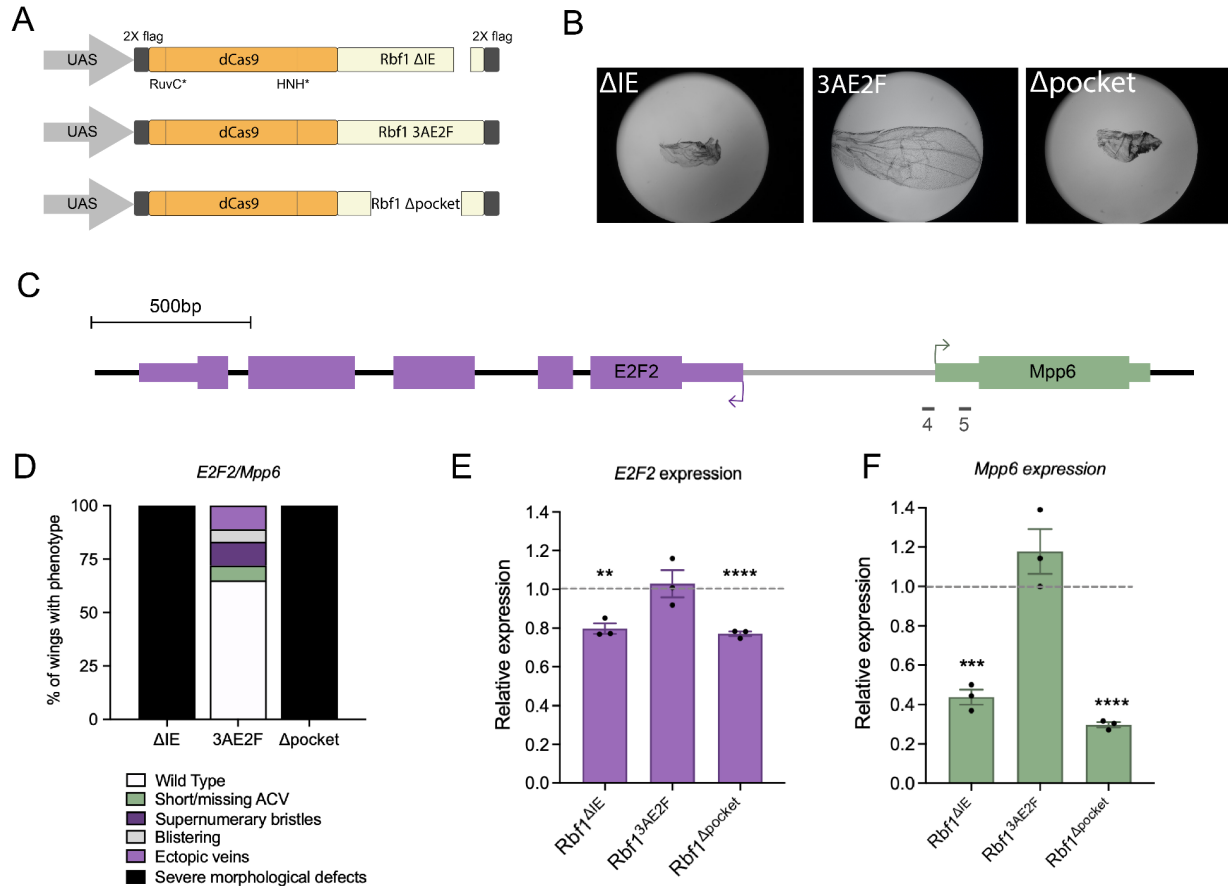 A
2X flag
2X flag
UAS
dCas9
Rbf1 ΔIE
RuvC*
HNH*
UAS
dCas9
Rbf1 3AE2F
UAS
dCas9
Rbf1 Δpocket
B
ΔIE
3AE2F
Δpocket
C
500bp
E2F2
Mpp6
4
5
D
E2F2/Mpp6
% of wings with phenotype
100
75
50
25
0
ΔIE
3AE2F
Δpocket
Wild Type
Short/missing ACV
Supernumerary bristles
Blistering
Ectopic veins
Severe morphological defects
E
E2F2 expression
Relative expression
1.4
1.2
1.0
0.8
0.6
0.4
0.2
0.0
**
****
Rbf1ΔIE
Rbf13AE2F
Rbf1Δpocket
F
Mpp6 expression
Relative expression
1.4
1.2
1.0
0.8
0.6
0.4
0.2
0.0
***
****
Rbf1ΔIE
Rbf13AE2F
Rbf1Δpocket